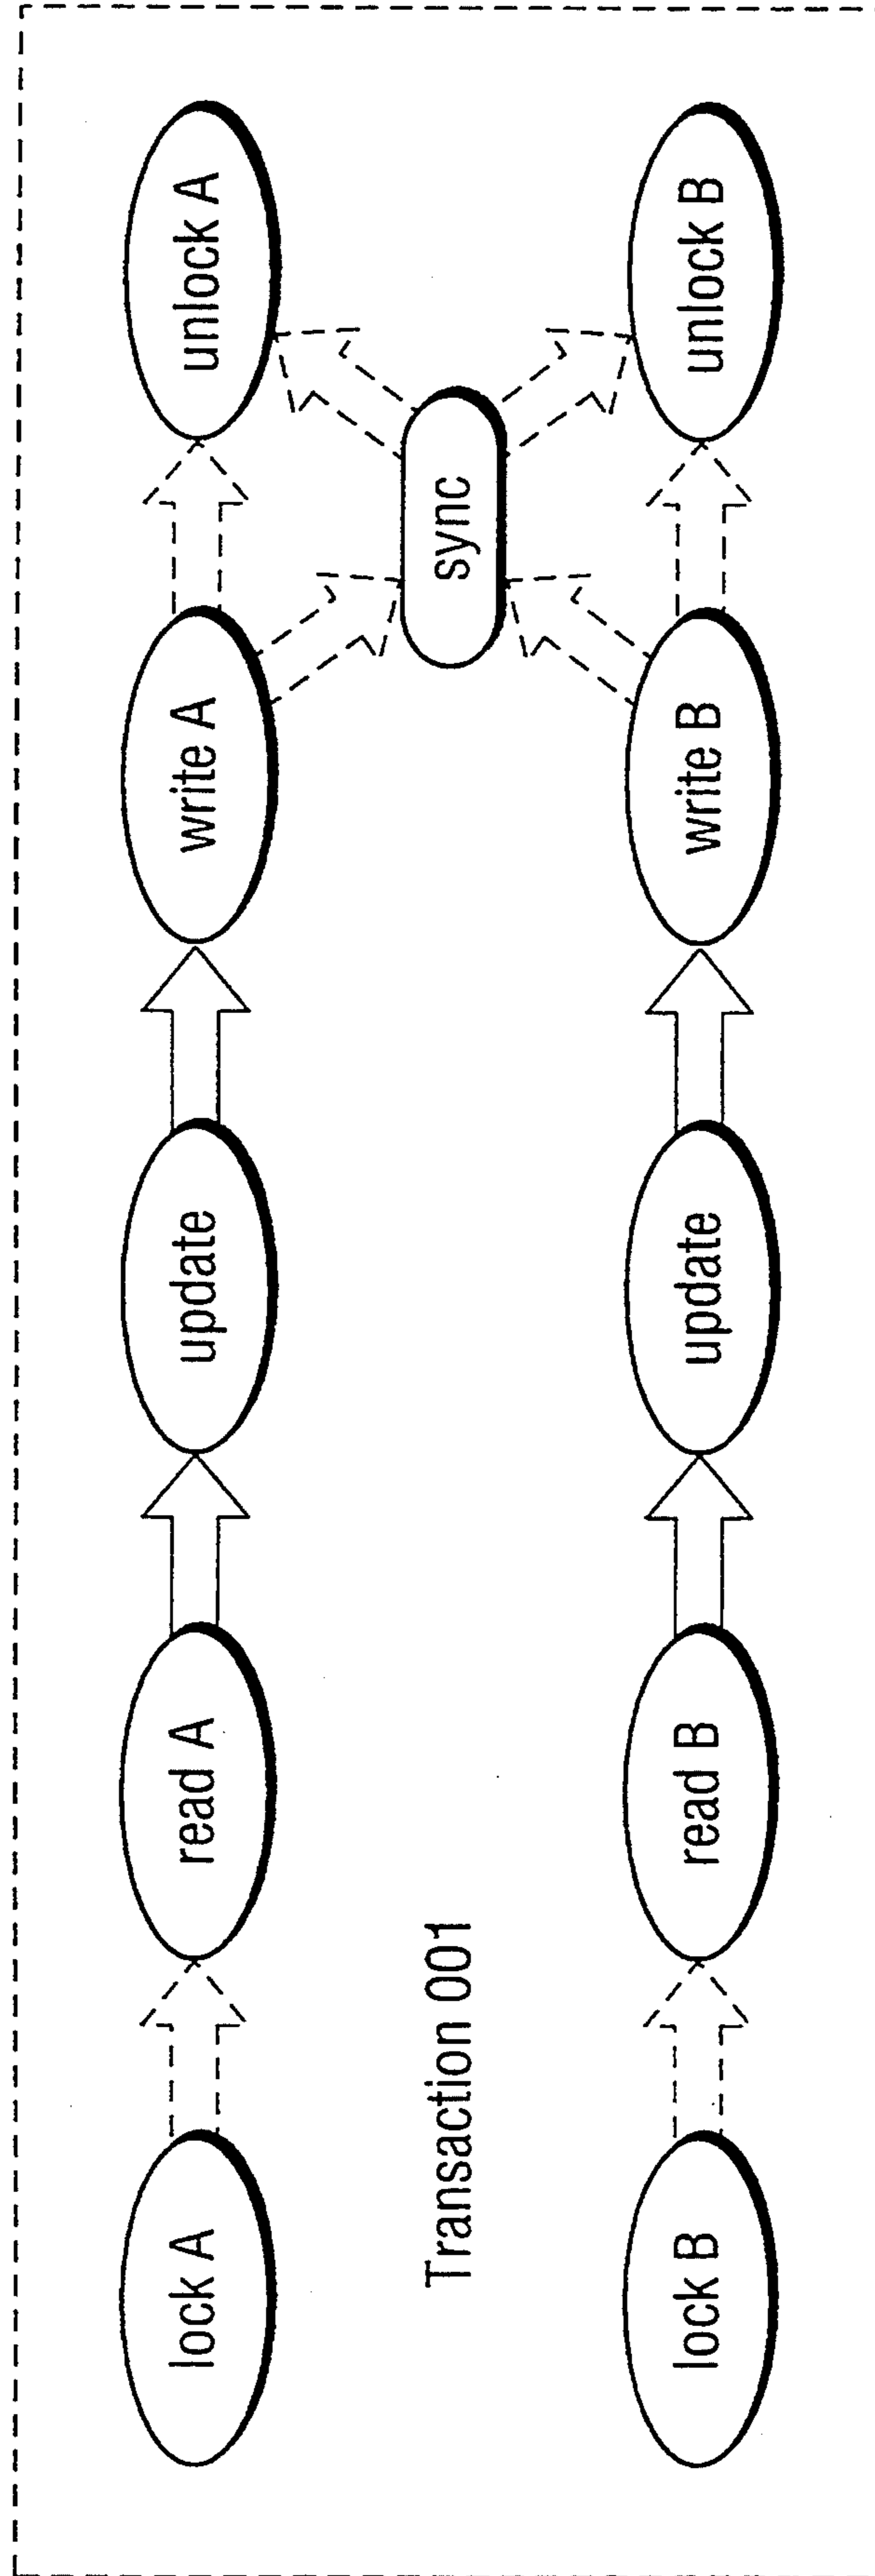 lock A
read A
update
write A
unlock A
sync
Transaction 001
lock B
read B
update
write B
unlock B